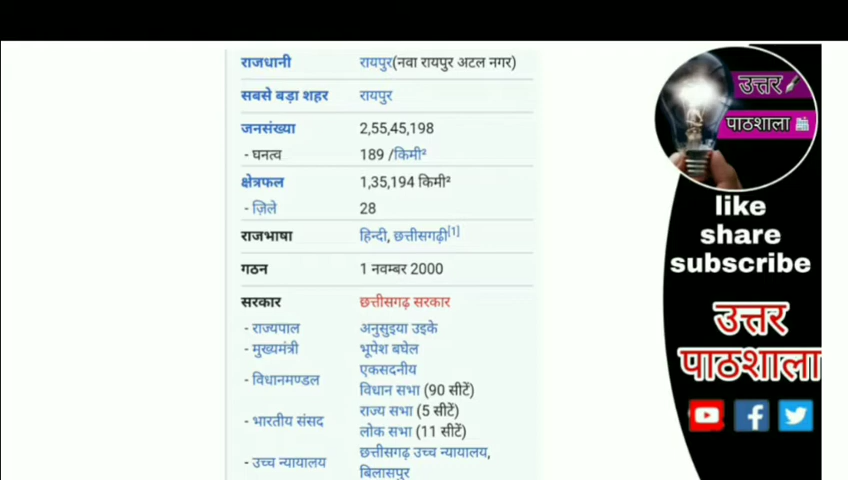 राजधानी रायपुर(नवा रायपुर अटल नगर)
सबसे बड़ा शहर रायपुर
जनसंख्या 2,55,45,198
- घनत्व 189 /किमी²
क्षेत्रफल 1,35,194 किमी²
- ज़िले 28
राजभाषा हिन्दी, छत्तीसगढ़ी[1]
गठन 1 नवम्बर 2000
सरकार छत्तीसगढ़ सरकार
- राज्यपाल अनुसुइया उइके
- मुख्यमंत्री भूपेश बघेल
- विधानमण्डल एकसदनीय
विधान सभा (90 सीटें)
- भारतीय संसद राज्य सभा (5 सीटें)
लोक सभा (11 सीटें)
- उच्च न्यायालय छत्तीसगढ़ उच्च न्यायालय,
बिलासपुर
उत्तर
पाठशाला
like
share
subscribe
उत्तर
पाठशाला